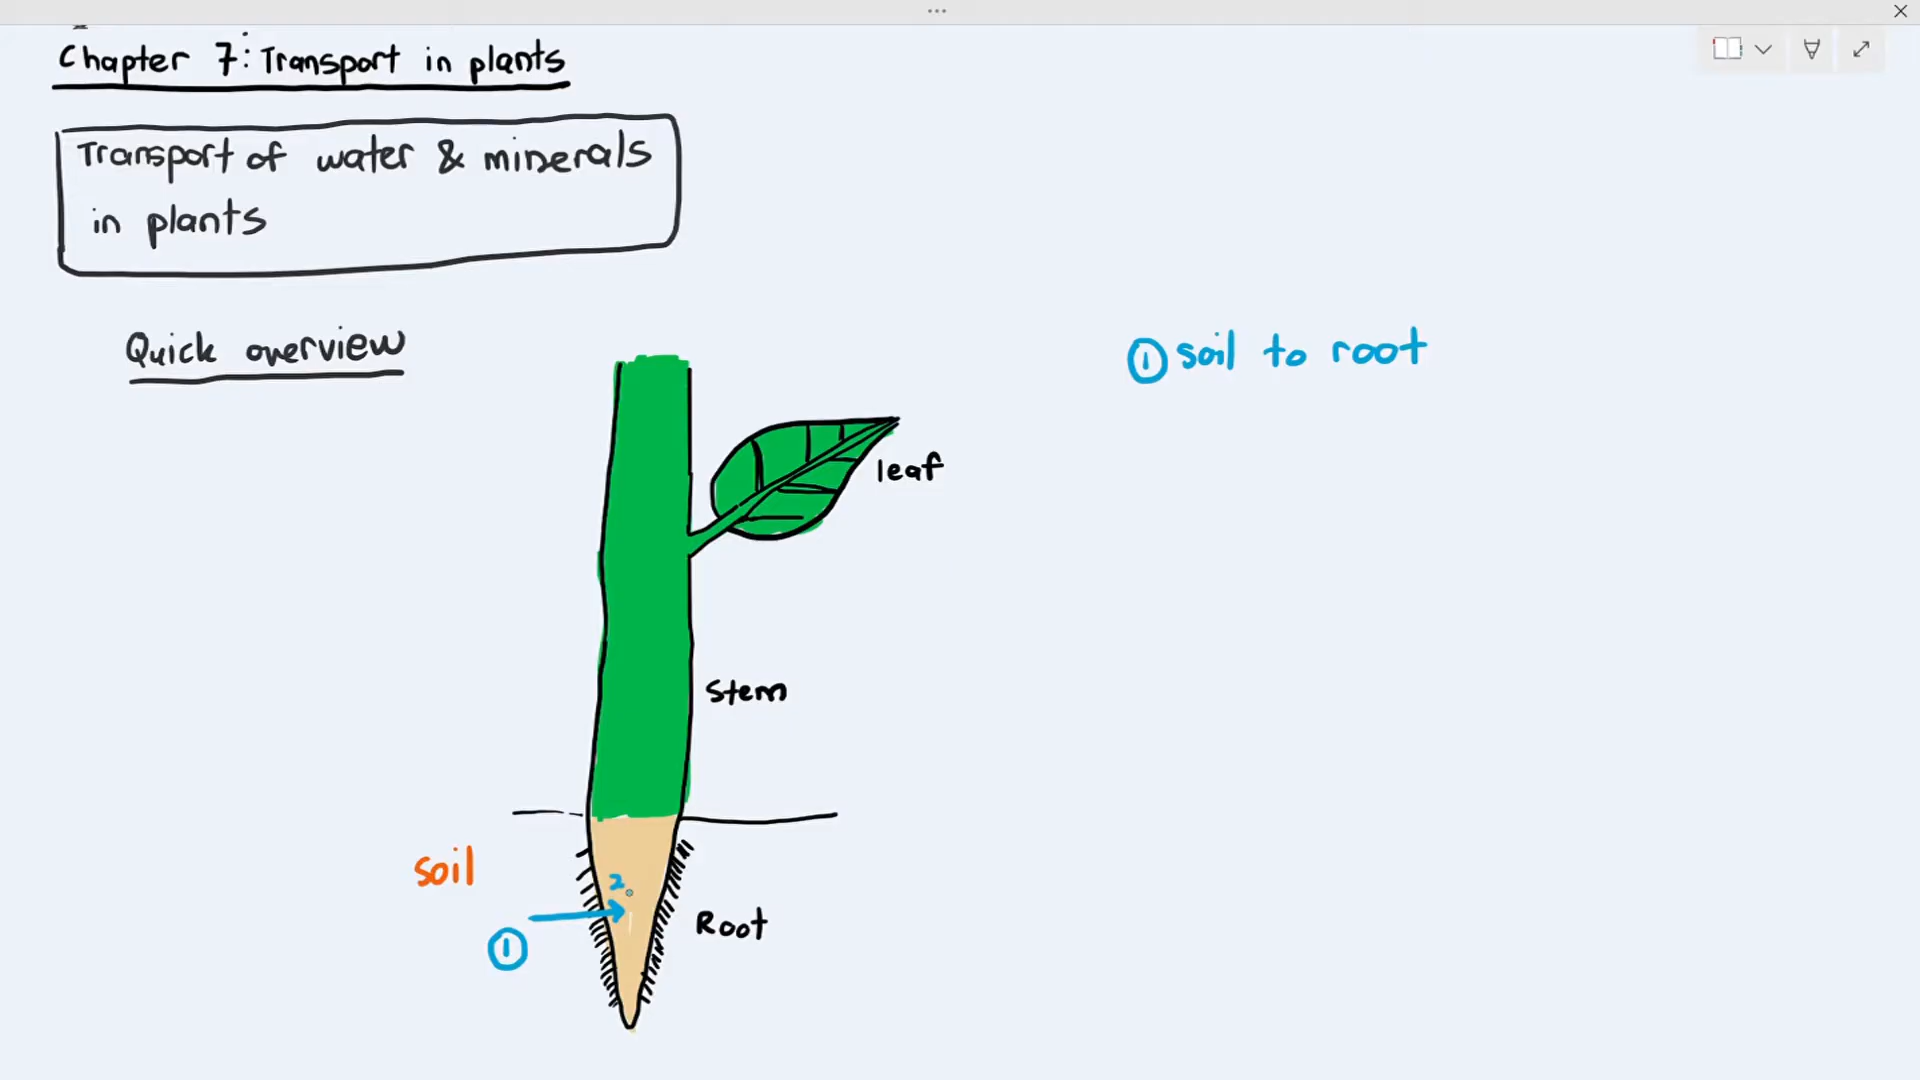 Chapter 7: Transport in plants
Transport of water & minerals
in plants
Quick overview
① soil to root
leaf
Stem
soil
2
Root
①